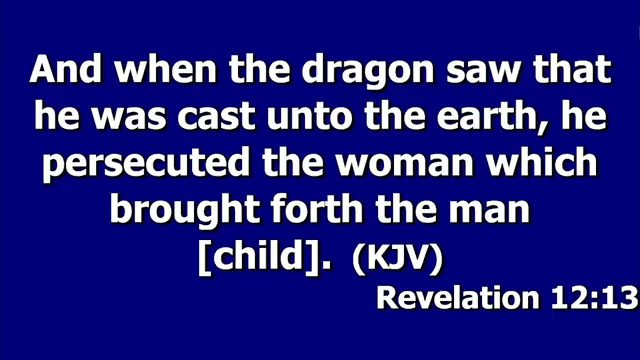 And when the dragon saw that
he was cast unto the earth, he
persecuted the woman which
brought forth the man
[child]. (KJV)
Revelation 12:13